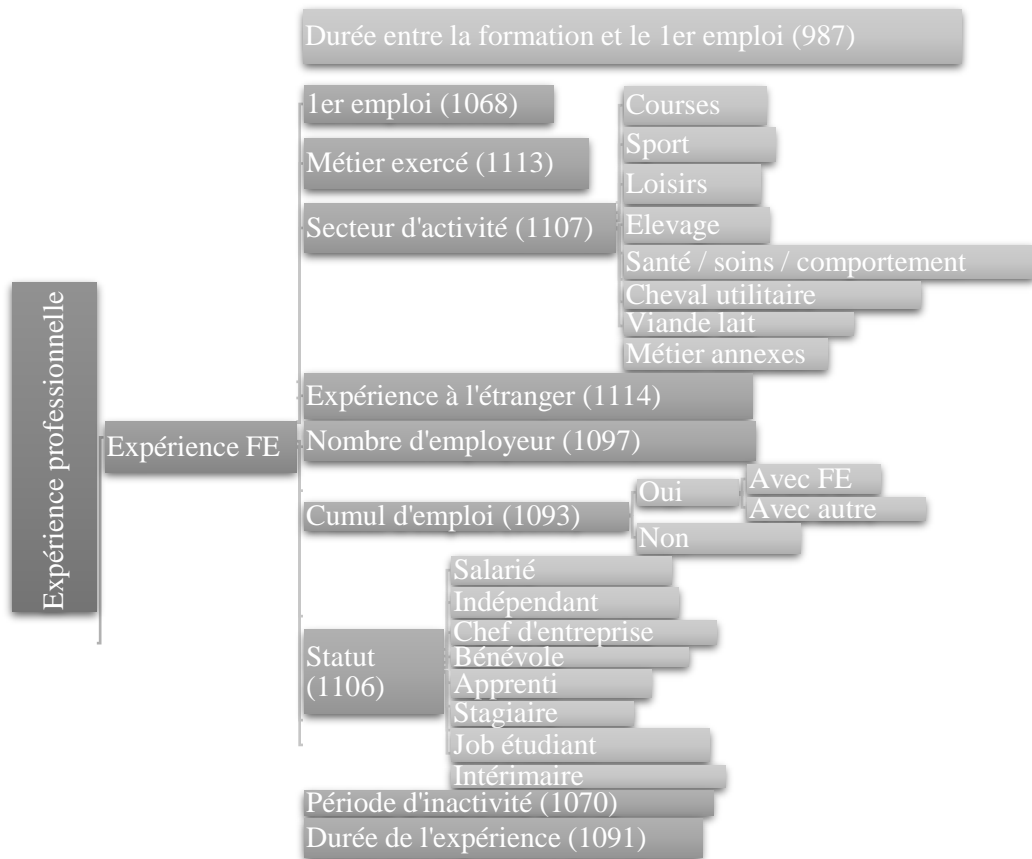 Durée entre la formation et le 1er emploi (987)
1er emploi (1068)
Courses
Métier exercé (1113)
Sport
Loisirs
Secteur d'activité (1107)
Elevage
Santé / soins / comportement
Cheval utilitaire
Viande lait
Métier annexes
Expérience professionnelle
Expérience FE
Expérience à l'étranger (1114)
Nombre d'employeur (1097)
Cumul d'emploi (1093)
Oui
Avec FE
Avec autre
Non
Statut
(1106)
Salarié
Indépendant
Chef d'entreprise
Bénévole
Apprenti
Stagiaire
Job étudiant
Intérimaire
Période d'inactivité (1070)
Durée de l'expérience (1091)